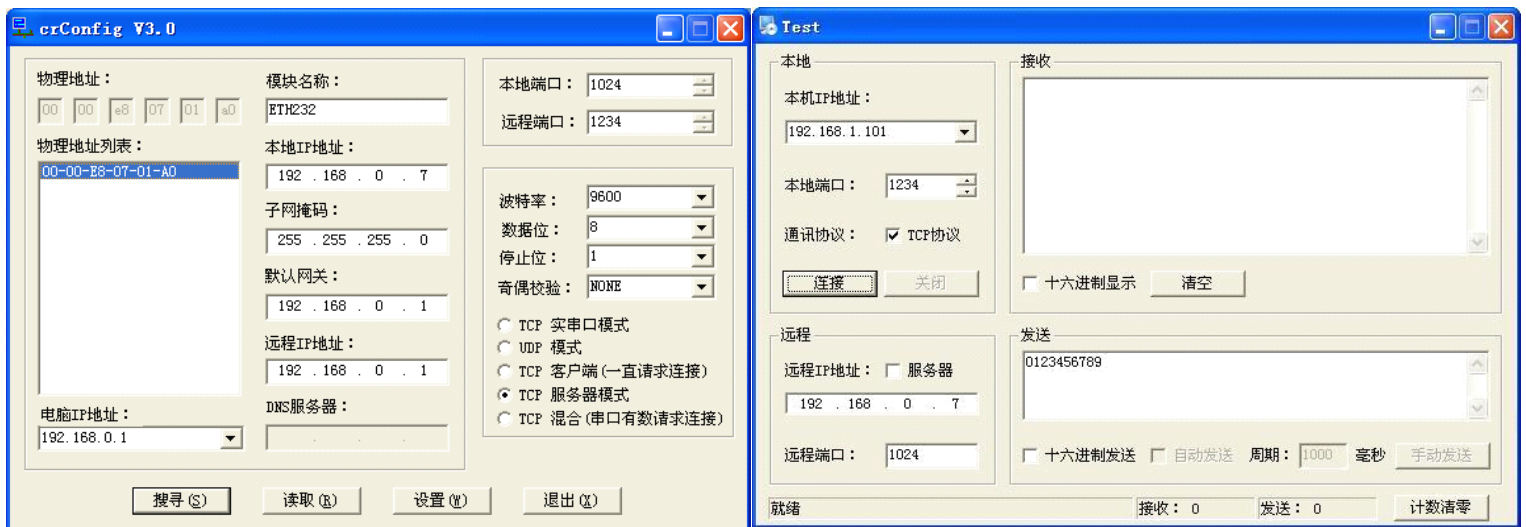 crConfig V3.0
物理地址：
00 00 e8 07 01 a0
物理地址列表：
00-00-E8-07-01-A0
电脑IP地址：
192.168.0.1
模块名称：
ETH232
本地IP地址：
192 . 168 . 0 . 7
子网掩码：
255 . 255 . 255 . 0
默认网关：
192 . 168 . 0 . 1
远程IP地址：
192 . 168 . 0 . 1
DNS服务器：
. . .
本地端口： 1024
远程端口： 1234
波特率： 9600
数据位： 8
停止位： 1
奇偶校验： NONE
TCP 实串口模式
UDP 模式
TCP 客户端(一直请求连接)
TCP 服务器模式
TCP 混合(串口有数请求连接)
搜寻(S) 读取(R) 设置(W) 退出(X)
Test
本地
本机IP地址：
192.168.1.101
本地端口： 1234
通讯协议： TCP协议
连接 关闭
接收
十六进制显示 清空
远程
远程IP地址： 服务器
192 . 168 . 0 . 7
远程端口： 1024
发送
0123456789
十六进制发送 自动发送 周期： 1000 毫秒 手动发送
就绪 接收： 0 发送： 0 计数清零